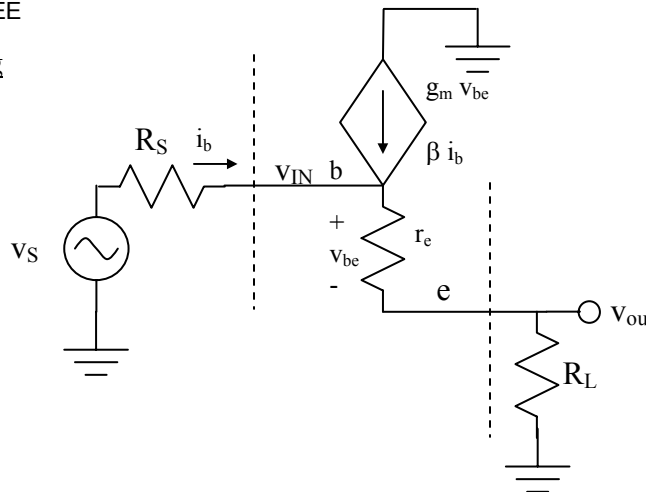 EE
g
g_m v_be
β i_b
R_S
i_b
v_IN b
v_S
+
v_be
-
r_e
e
v_ou
R_L